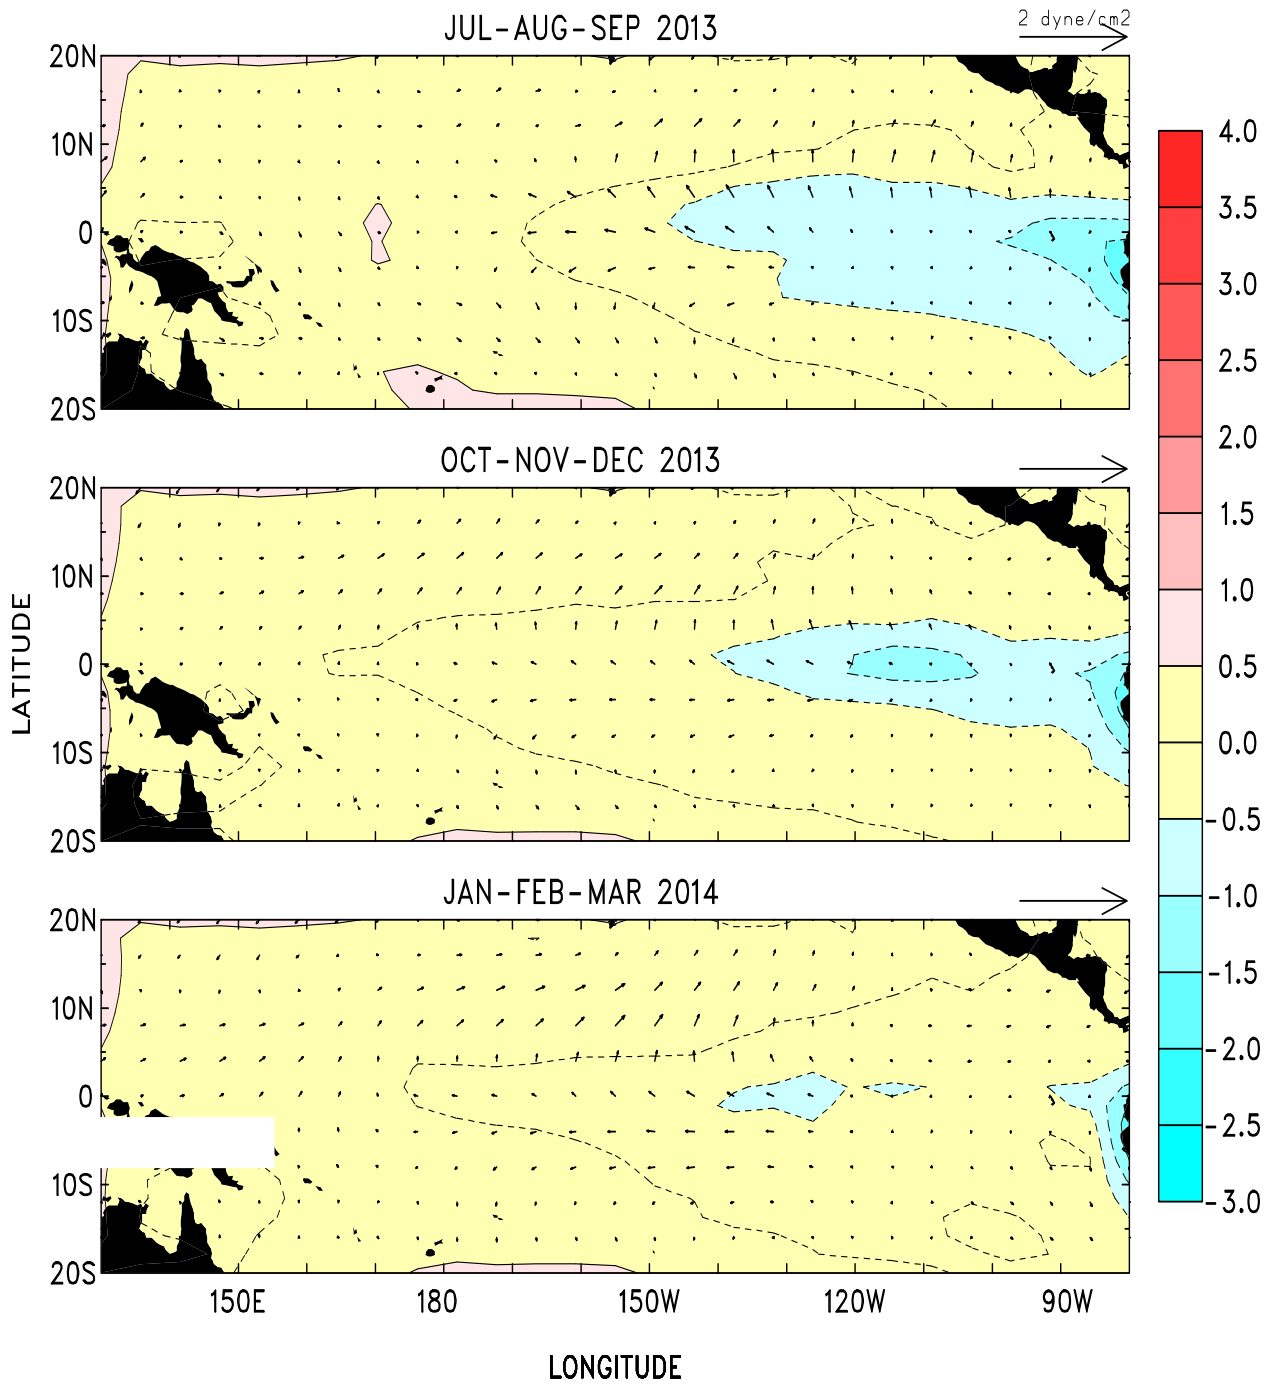 JUL-AUG-SEP 2013
2 dyne/cm2
20N
10N
0
10S
20S
OCT-NOV-DEC 2013
20N
10N
0
10S
20S
JAN-FEB-MAR 2014
20N
10N
0
10S
20S
150E
180
150W
120W
90W
LATITUDE
LONGITUDE
4.0
3.5
3.0
2.5
2.0
1.5
1.0
0.5
0.0
-0.5
-1.0
-1.5
-2.0
-2.5
-3.0